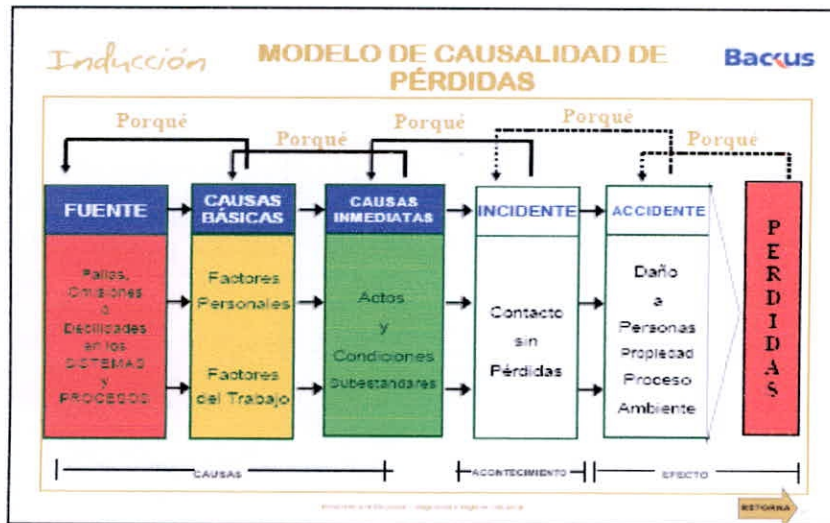 Inducción
MODELO DE CAUSALIDAD DE
PÉRDIDAS
Backus
Porqué
Porqué
Porqué
Porqué
Porqué
FUENTE
Fallas,
Omisiones
o
Debilidades
en los
SISTEMAS
y
PROCESOS
CAUSAS
BÁSICAS
Factores
Personales
Factores
del Trabajo
CAUSAS
INMEDIATAS
Actos
y
Condiciones
Subestándares
INCIDENTE
Contacto
sin
Pérdidas
ACCIDENTE
Daño
a
Personas
Propiedad
Proceso
Ambiente
PERDIDAS
CAUSAS
ACONTECIMIENTO
EFECTO
RETORNA